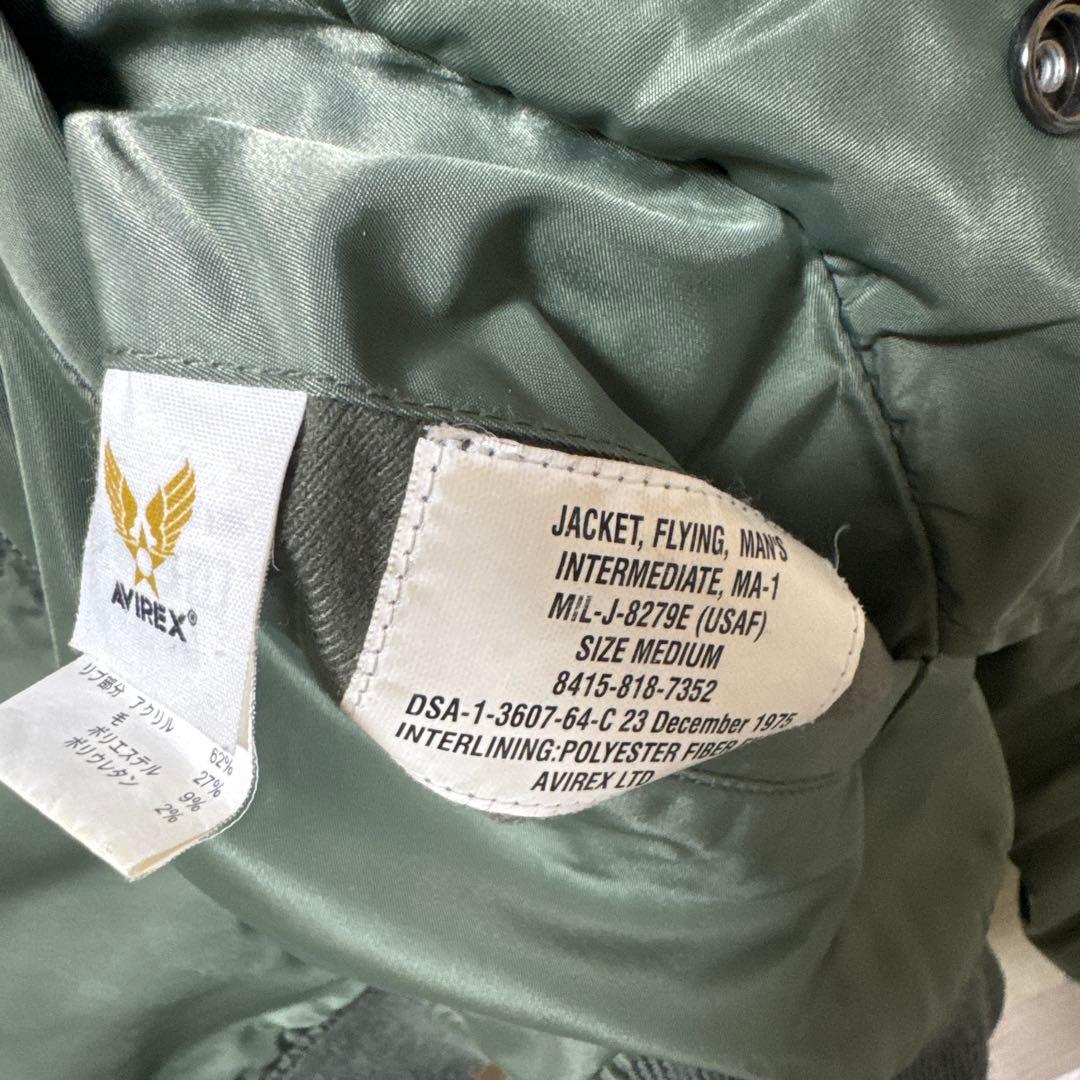 AVIREX®
リブ部分 アクリル 62%
毛 27%
ポリエステル 9%
ポリウレタン 2%
JACKET, FLYING, MAN'S
INTERMEDIATE, MA-1
MIL-J-8279E (USAF)
SIZE MEDIUM
8415-818-7352
DSA-1-3607-64-C 23 December 1975
INTERLINING:POLYESTER FIBER
AVIREX LTD